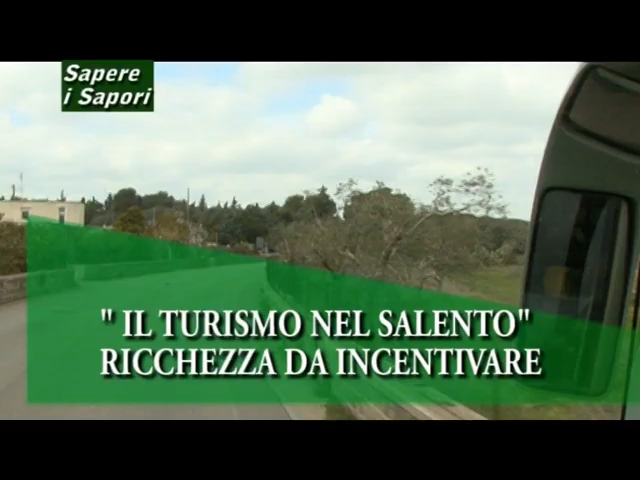 Sapere
i Sapori
" IL TURISMO NEL SALENTO"
RICCHEZZA DA INCENTIVARE